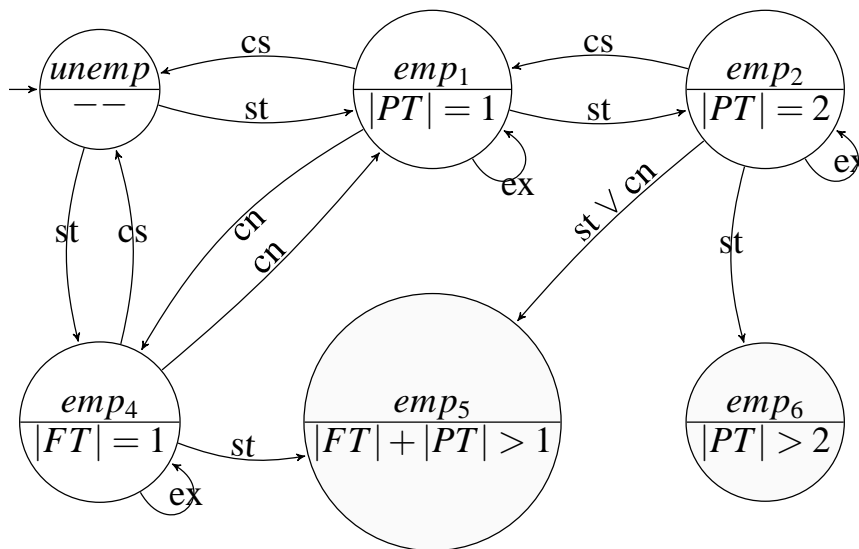 cs
cs
unemp
emp₁
emp₂
−−
|PT| = 1
|PT| = 2
st
st
ex
ex
cn
cn
st ∨ cn
st
cs
st
emp₄
emp₅
emp₆
|FT| = 1
|FT| + |PT| > 1
|PT| > 2
st
ex